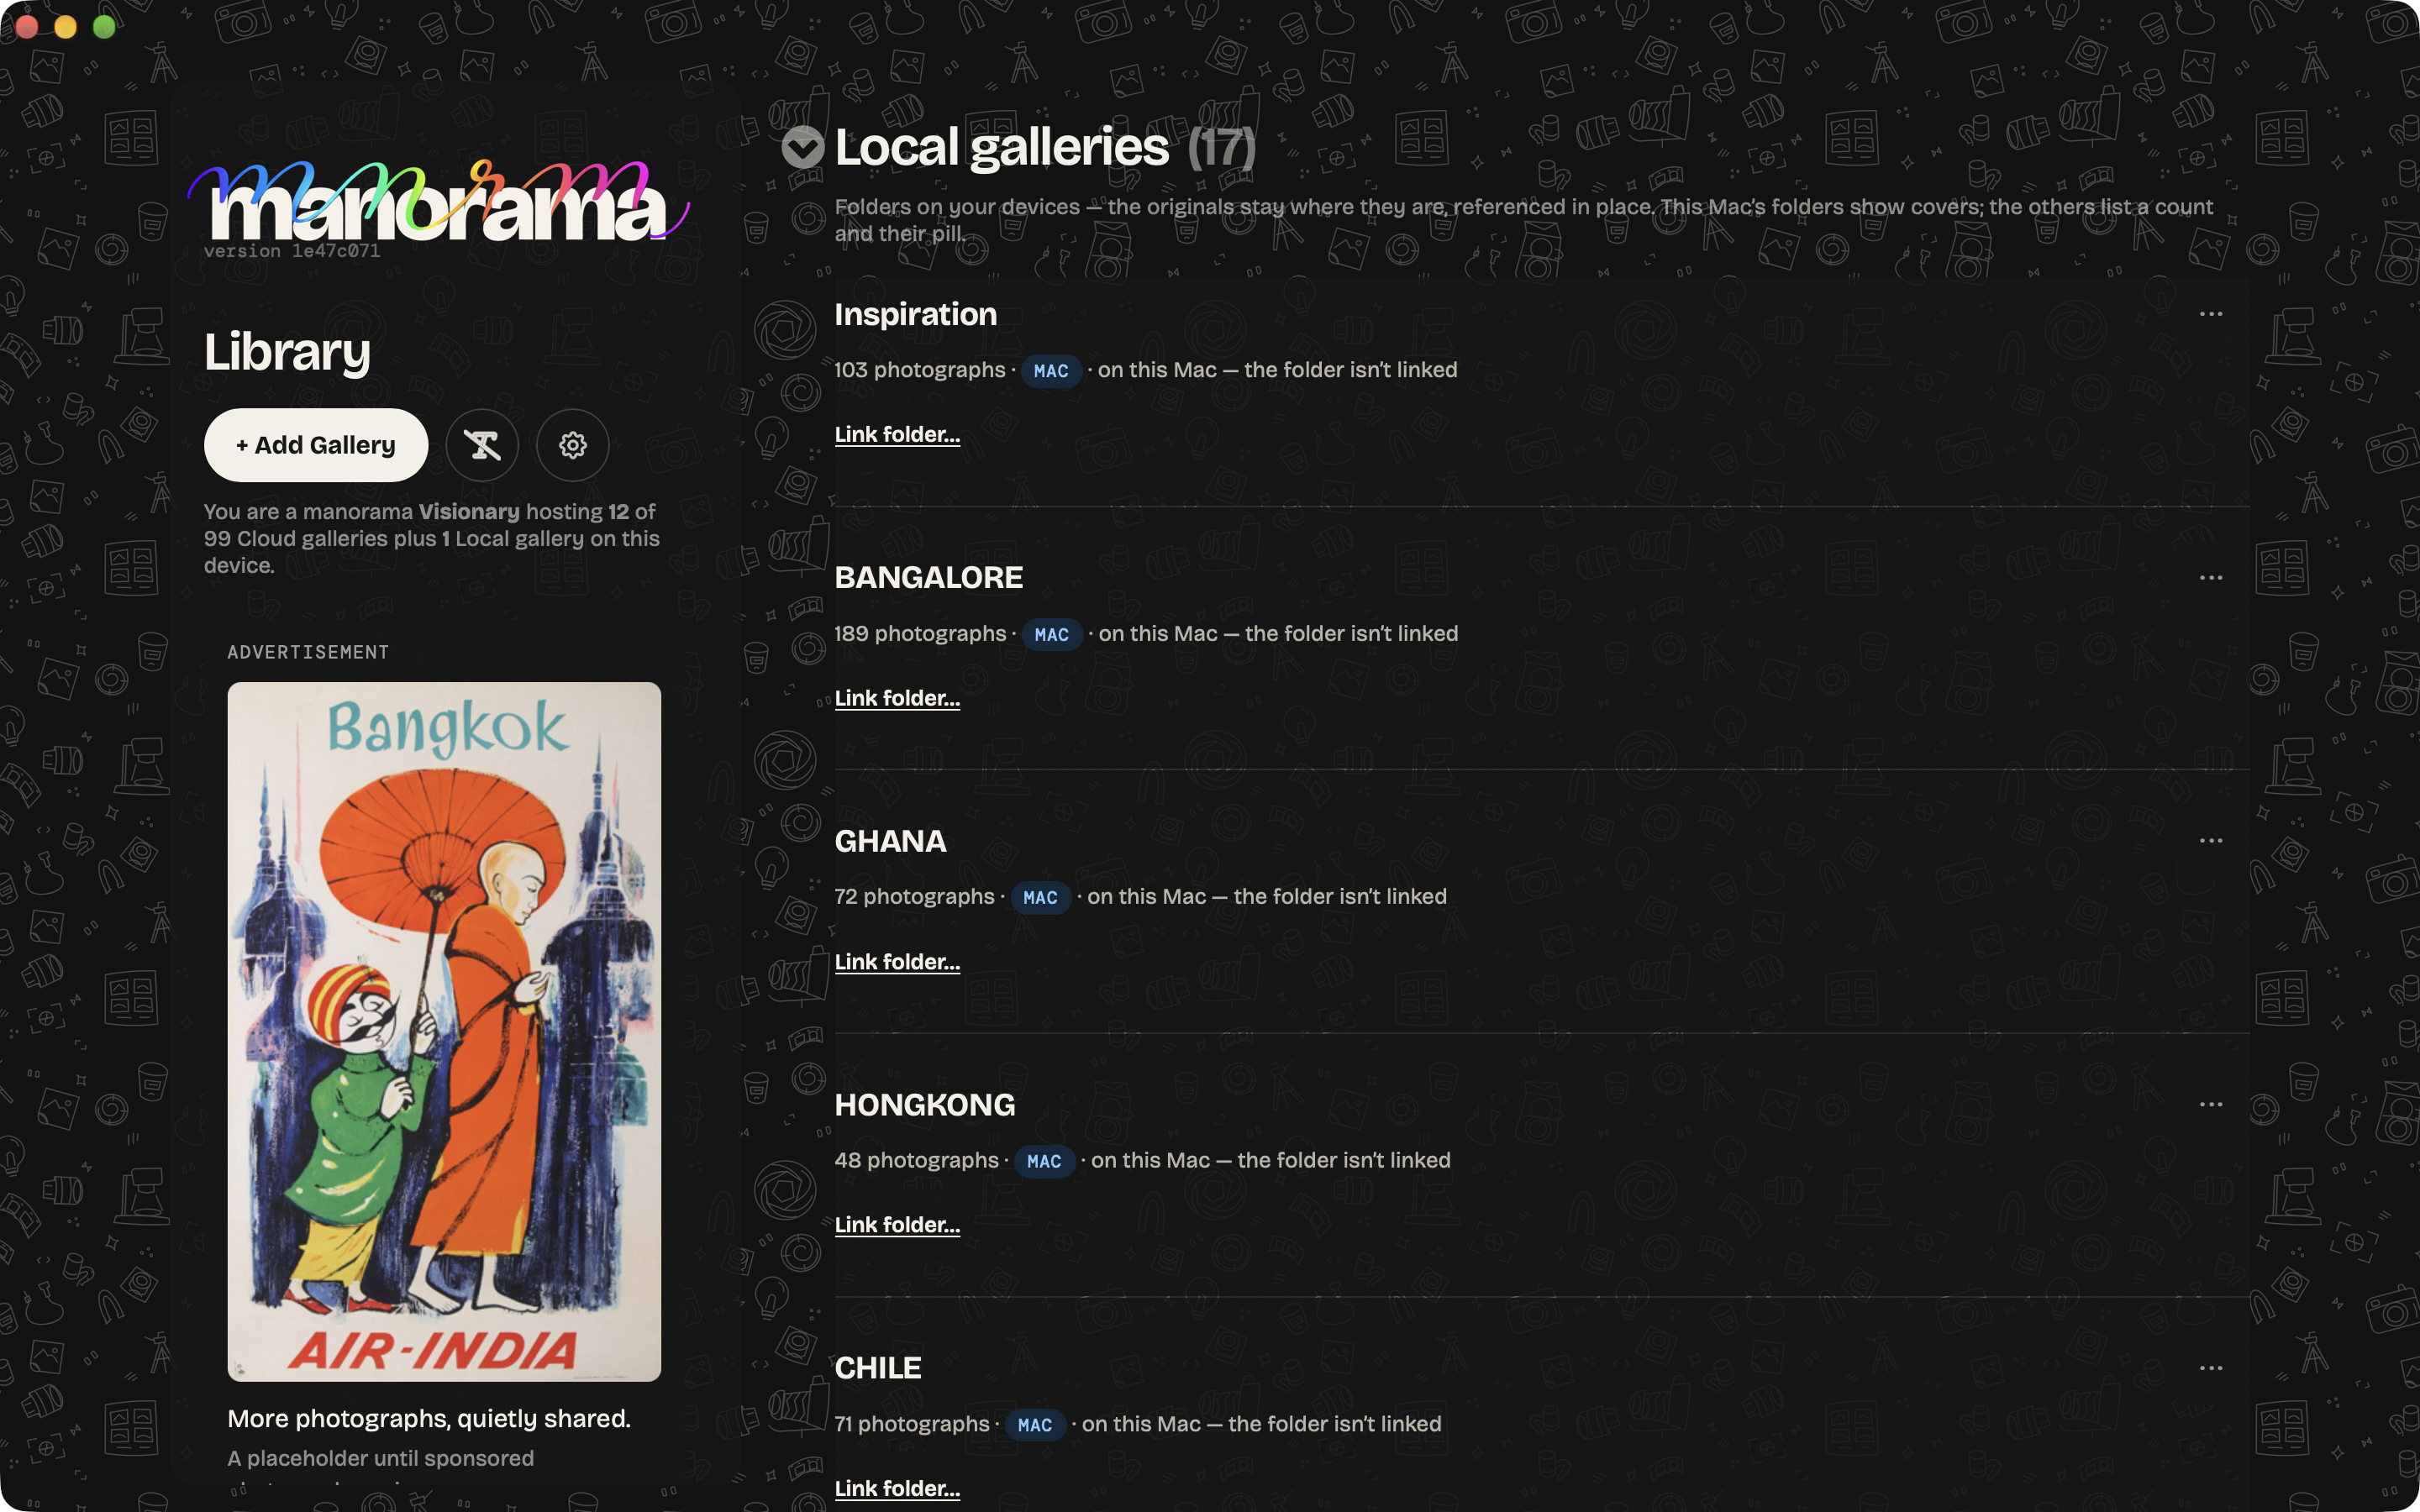 manorama
version 1e47c071
Library
+ Add Gallery
You are a manorama Visionary hosting 12 of
99 Cloud galleries plus 1 Local gallery on this
device.
ADVERTISEMENT
Bangkok
AIR-INDIA
More photographs, quietly shared.
A placeholder until sponsored
Local galleries (17)
Folders on your devices — the originals stay where they are, referenced in place. This Mac's folders show covers; the others list a count
and their pill.
Inspiration
103 photographs · MAC · on this Mac — the folder isn't linked
Link folder...
BANGALORE
189 photographs · MAC · on this Mac — the folder isn't linked
Link folder...
GHANA
72 photographs · MAC · on this Mac — the folder isn't linked
Link folder...
HONGKONG
48 photographs · MAC · on this Mac — the folder isn't linked
Link folder...
CHILE
71 photographs · MAC · on this Mac — the folder isn't linked
Link folder...